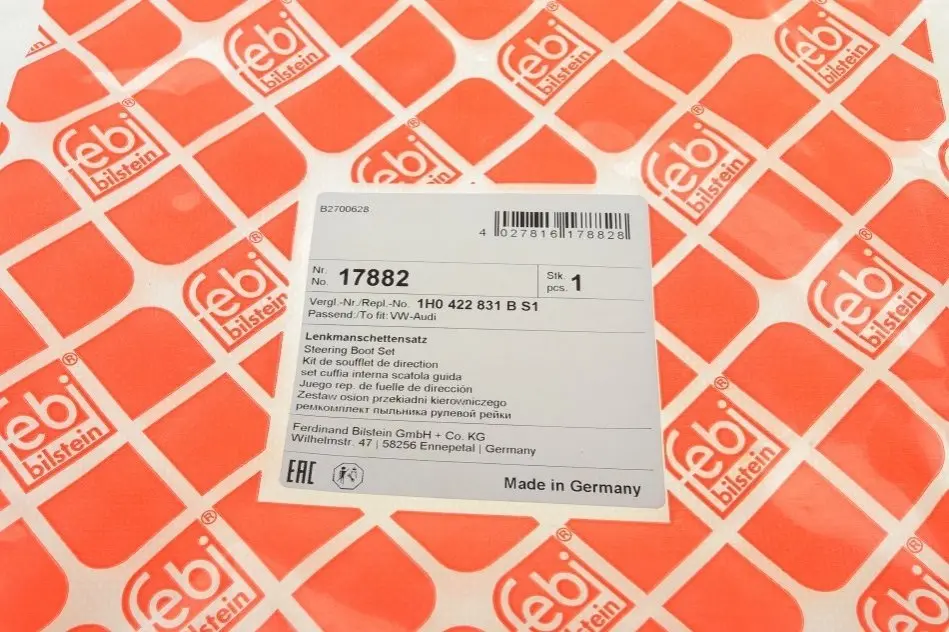 febi
bilstein
B2700628
4 027816 178828
Nr.
No. 17882
Stk.
pcs. 1
Vergl.-Nr./Repl.-No. 1H0 422 831 B S1
Passend./To fit: VW-Audi
Lenkmanschettensatz
Steering Boot Set
Kit de soufflet de direction
set cuffia interna scatola guida
Juego rep. de fuelle de dirección
Zestaw osion przekiadni kierowniczego
ремкомплект пыльника рулевой рейки
Ferdinand Bilstein GmbH + Co. KG
Wilhelmstr. 47 | 58256 Ennepetal | Germany
EAC
Made in Germany